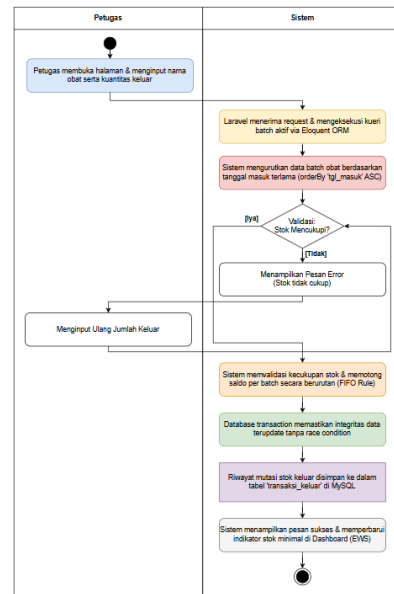 Petugas
Sistem
Petugas membuka halaman & menginput nama
obat serta kuantitas keluar
Laravel menerima request & mengeksekusi kueri
batch aktif via Eloquent ORM
Sistem mengurutkan data batch obat berdasarkan
tanggal masuk terlama (orderBy 'tgl_masuk' ASC)
[Iya]
Validasi:
Stok Mencukupi?
[Tidak]
Menampilkan Pesan Error
(Stok tidak cukup)
Menginput Ulang Jumlah Keluar
Sistem memvalidasi kecukupan stok & memotong
saldo per batch secara berurutan (FIFO Rule)
Database transaction memastikan integritas data
terupdate tanpa race condition
Riwayat mutasi stok keluar disimpan ke dalam
tabel 'transaksi_keluar' di MySQL
Sistem menampilkan pesan sukses & memperbarui
indikator stok minimal di Dashboard (EWS)